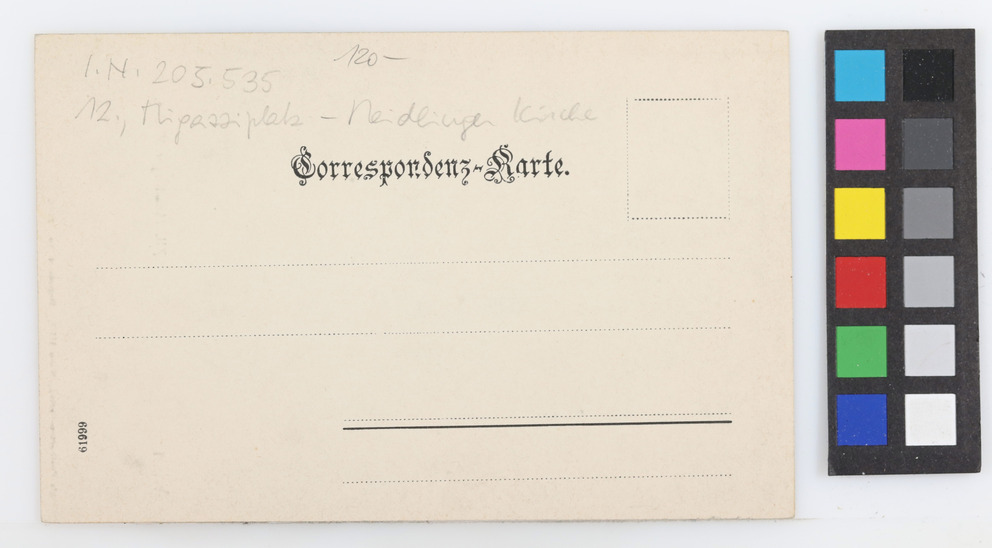 120-
I.N. 203.535
12., Migazziplatz - Meidlinger Kirche
Correspondenz-Karte.
61999